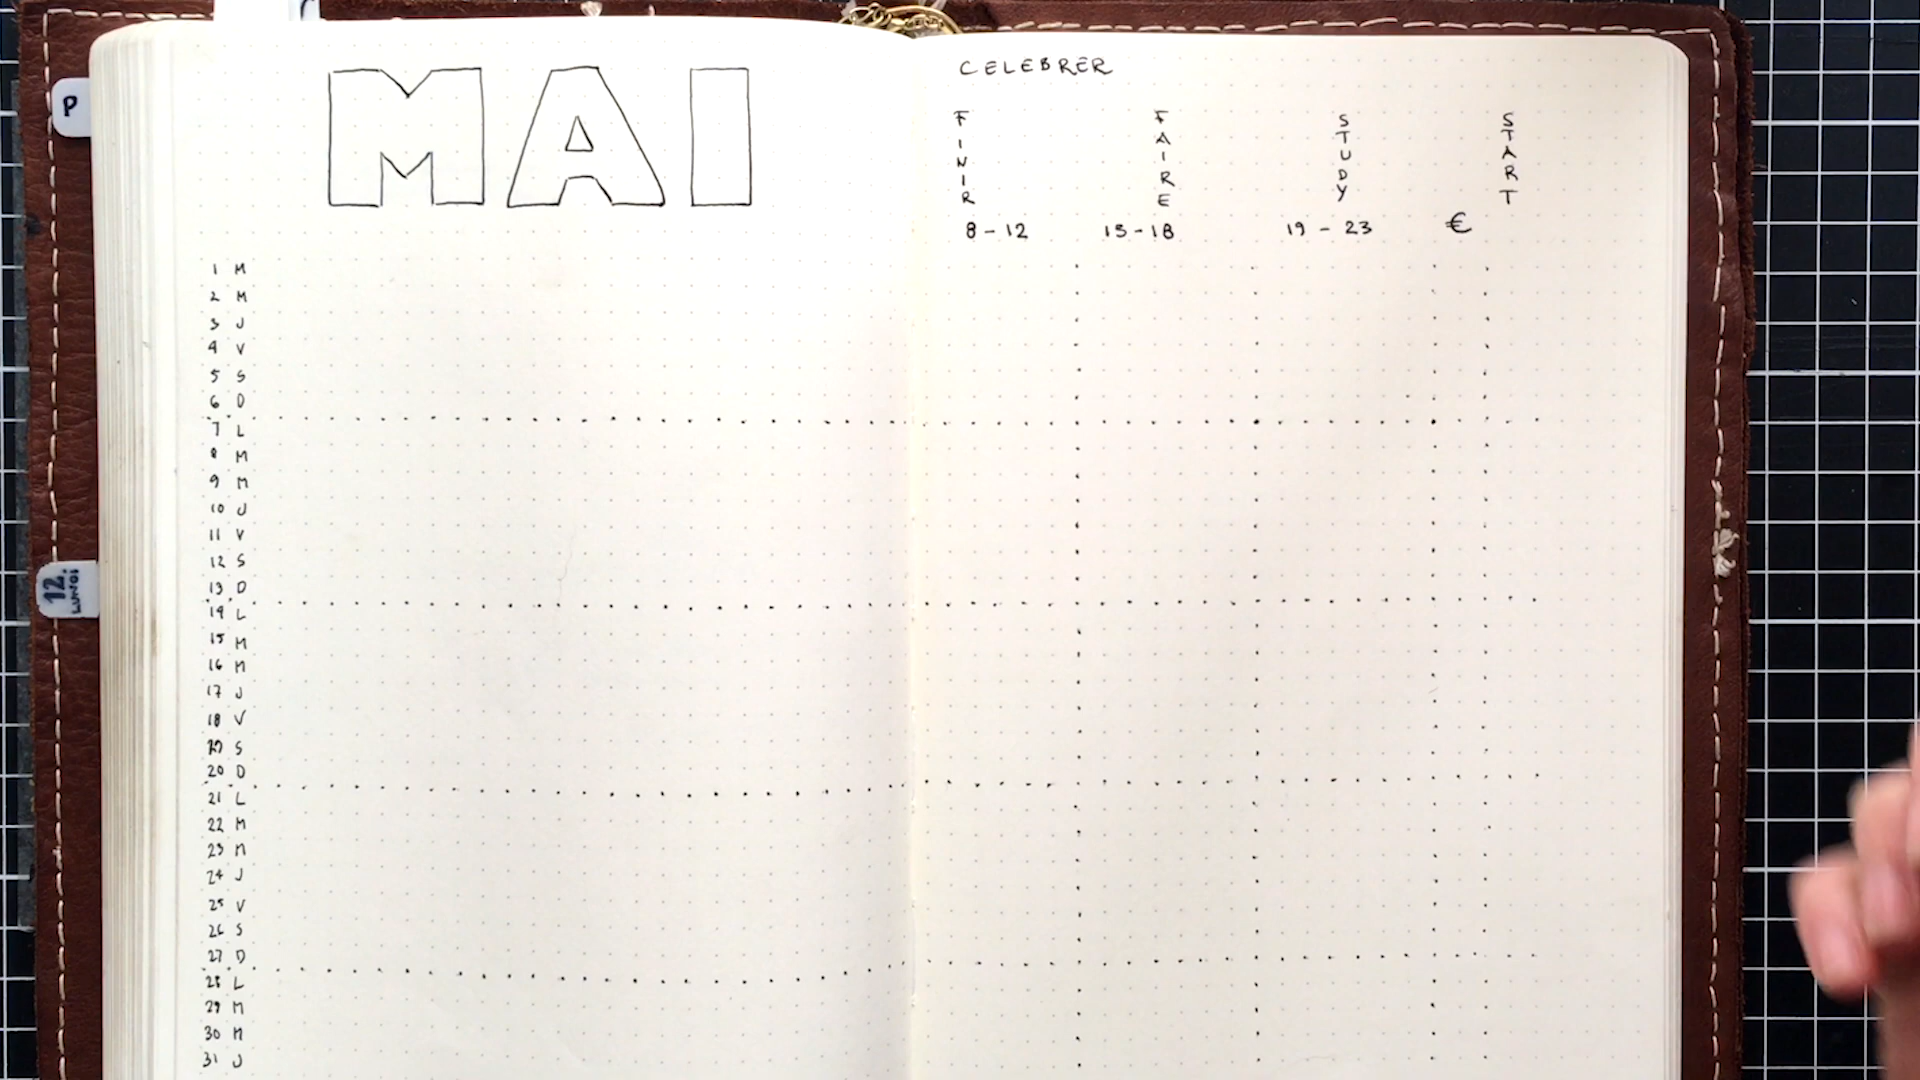 MAI
P
12.
LUNDI
1 M
2 M
3 J
4 V
5 S
6 D
7 L
8 M
9 M
10 J
11 V
12 S
13 D
14 L
15 M
16 M
17 J
18 V
S
20 D
21 L
22 M
23 M
24 J
25 V
26 S
27 D
28 L
29 M
30 M
31 J
CELEBRER
FINIR
FAIRE
STUDY
START
8-12 13-18 19-23 €